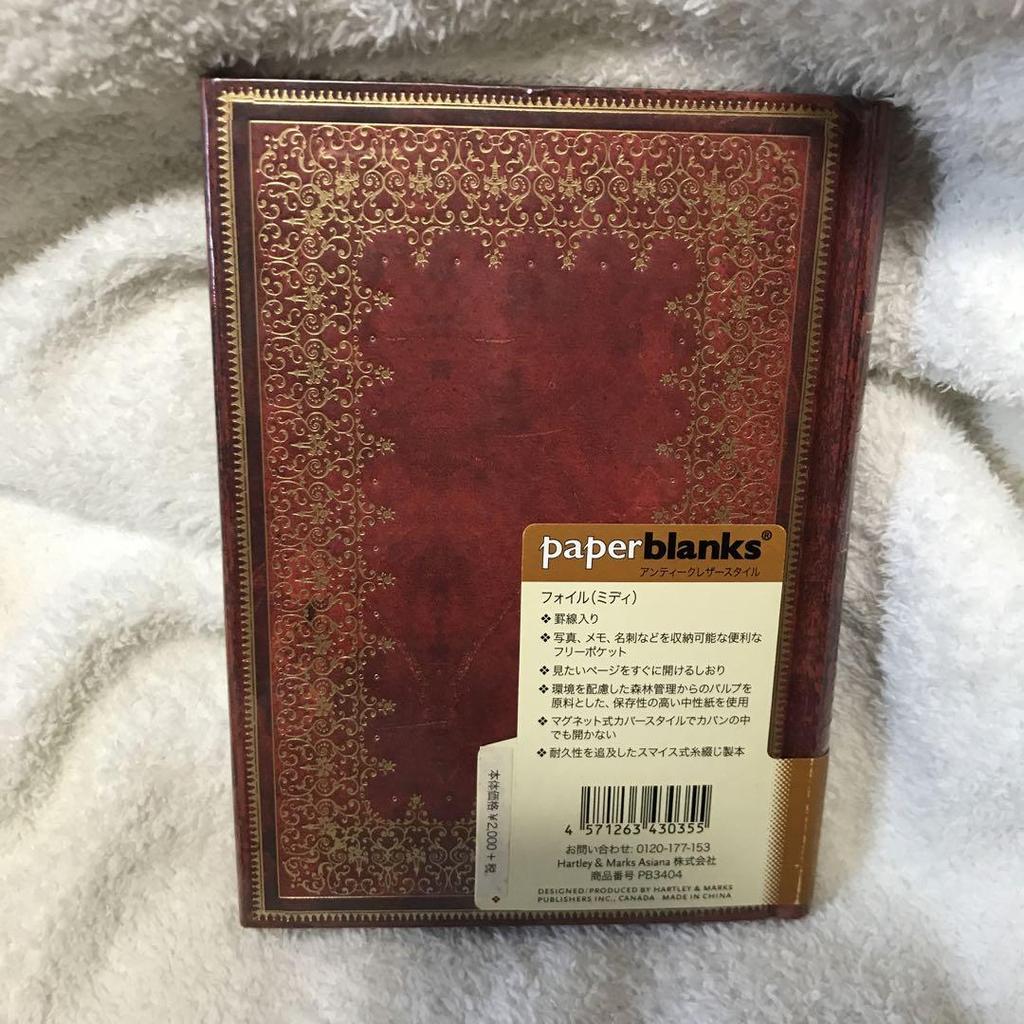 paperblanks®
アンティークレザースタイル
フォイル（ミディ）
❖罫線入り
❖写真、メモ、名刺などを収納可能な便利な
フリーポケット
❖見たいページをすぐに開けるしおり
❖環境を配慮した森林管理からのパルプを
原料とした、保存性の高い中性紙を使用
❖マグネット式カバースタイルでカバンの中
でも開かない
❖耐久性を追及したスマイス式糸綴じ製本
本体価格 ¥2,000 + 税
4 571263 430355
お問い合わせ: 0120-177-153
Hartley & Marks Asiana 株式会社
商品番号 PB3404
DESIGNED/PRODUCED BY HARTLEY & MARKS
PUBLISHERS INC., CANADA MADE IN CHINA